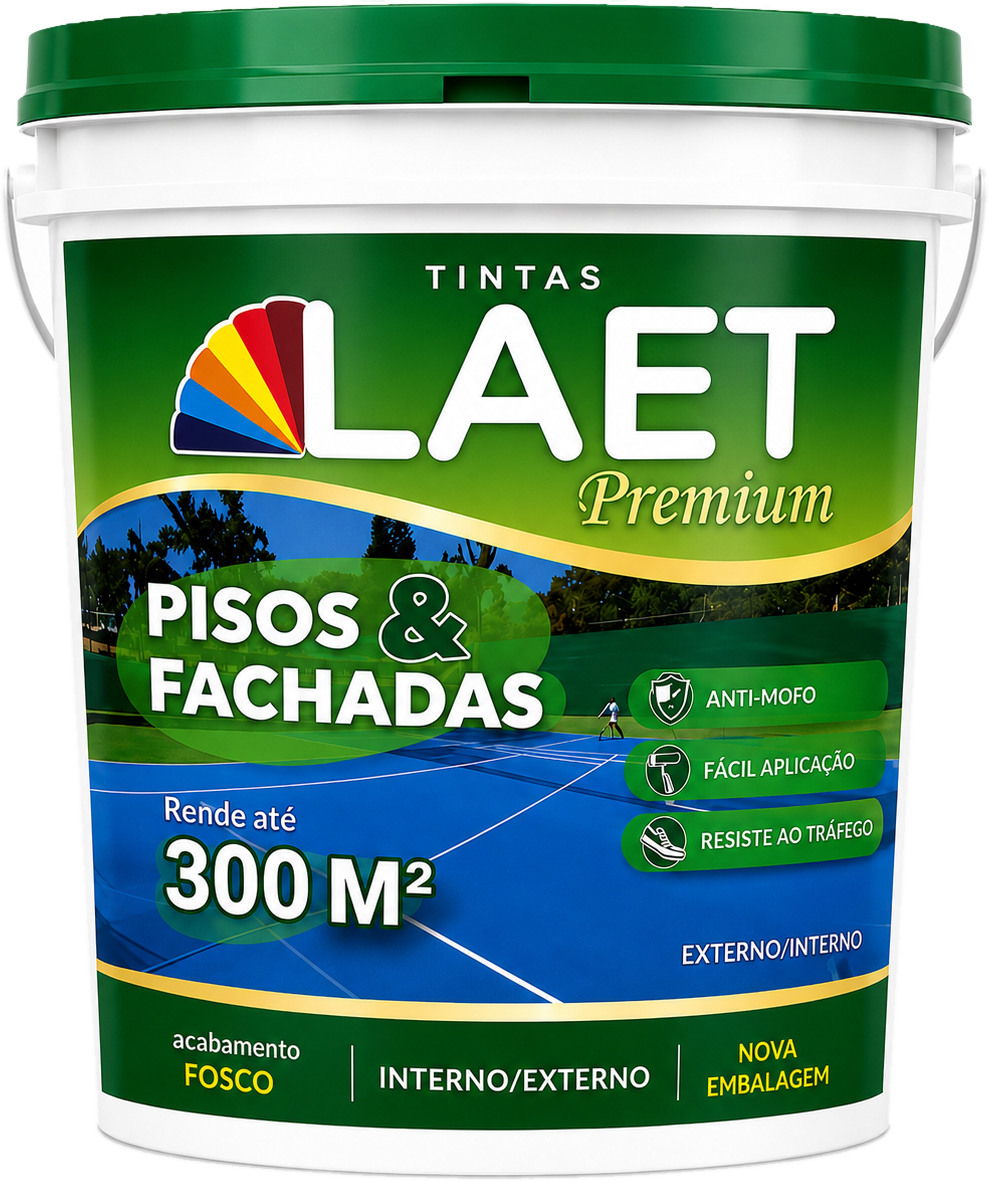 TINTAS
LAET
Premium
PISOS &
FACHADAS
ANTI-MOFO
FÁCIL APLICAÇÃO
RESISTE AO TRÁFEGO
Rende até
300 M²
EXTERNO/INTERNO
acabamento
FOSCO
INTERNO/EXTERNO
NOVA
EMBALAGEM